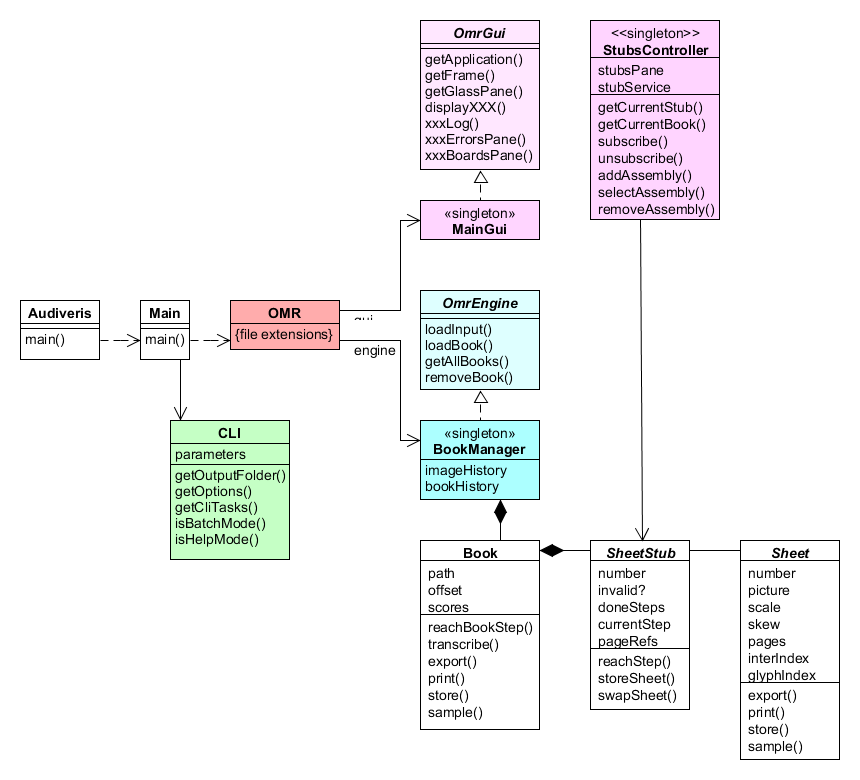 OmrGui
getApplication()
getFrame()
getGlassPane()
displayXXX()
xxxLog()
xxxErrorsPane()
xxxBoardsPane()
<<singleton>>
StubsController
stubsPane
stubService
getCurrentStub()
getCurrentBook()
subscribe()
unsubscribe()
addAssembly()
selectAssembly()
removeAssembly()
«singleton»
MainGui
Audiveris
main()
Main
main()
OMR
{file extensions}
engine
OmrEngine
loadInput()
loadBook()
getAllBooks()
removeBook()
CLI
parameters
getOutputFolder()
getOptions()
getCliTasks()
isBatchMode()
isHelpMode()
«singleton»
BookManager
imageHistory
bookHistory
Book
path
offset
scores
reachBookStep()
transcribe()
export()
print()
store()
sample()
SheetStub
number
invalid?
doneSteps
currentStep
pageRefs
reachStep()
storeSheet()
swapSheet()
Sheet
number
picture
scale
skew
pages
interIndex
glyphIndex
export()
print()
store()
sample()